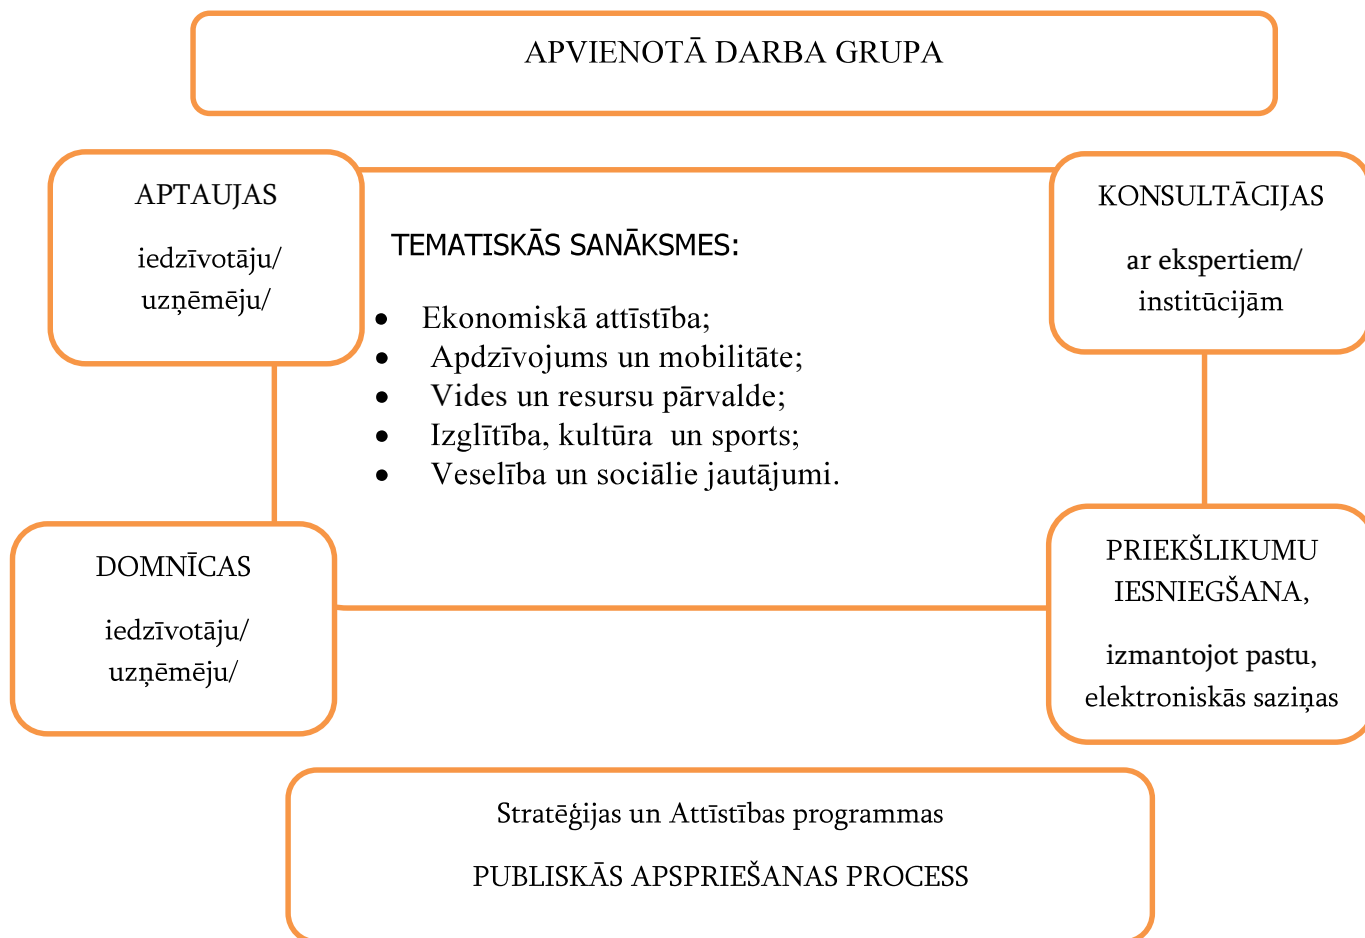 APVIENOTĀ DARBA GRUPA
APTAUJAS
iedzīvotāju/
uzņēmēju/
KONSULTĀCIJAS
ar ekspertiem/
institūcijām
TEMATISKĀS SANĀKSMES:
• Ekonomiskā attīstība;
• Apdzīvojums un mobilitāte;
• Vides un resursu pārvalde;
• Izglītība, kultūra un sports;
• Veselība un sociālie jautājumi.
DOMNĪCAS
iedzīvotāju/
uzņēmēju/
PRIEKŠLIKUMU
IESNIEGŠANA,
izmantojot pastu,
elektroniskās saziņas
Stratēģijas un Attīstības programmas
PUBLISKĀS APSPRIEŠANAS PROCESS